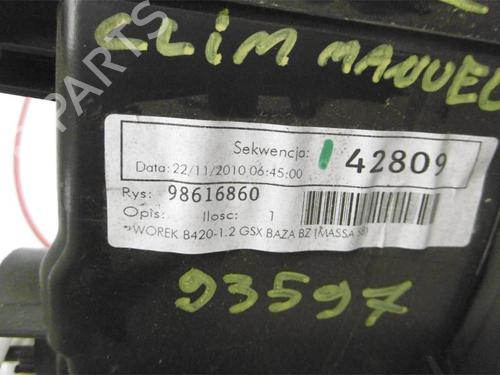 CLIM MANUEL
Sekwencja: 42809
Data: 22/11/2010 06:45:00
Rys: 98616860
Opis: Ilosc: 1
WOREK B420-1.2 GSX BAZA BZ (MASSA
93597
PARTS